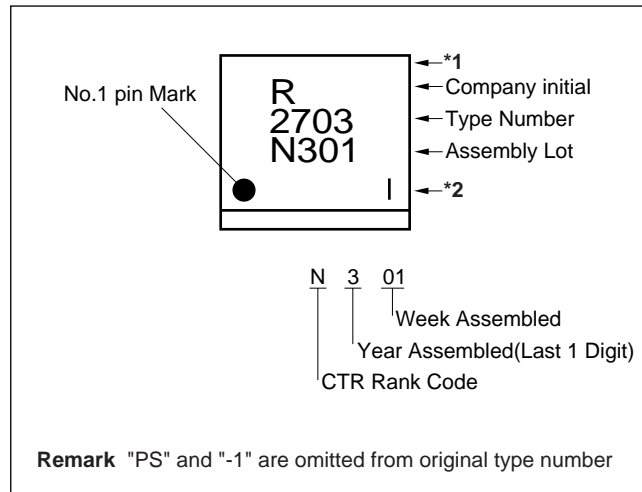 *1
No.1 pin Mark
R
Company initial
2703
Type Number
N301
Assembly Lot
*2
N 3 01
Week Assembled
Year Assembled(Last 1 Digit)
CTR Rank Code
Remark "PS" and "-1" are omitted from original type number